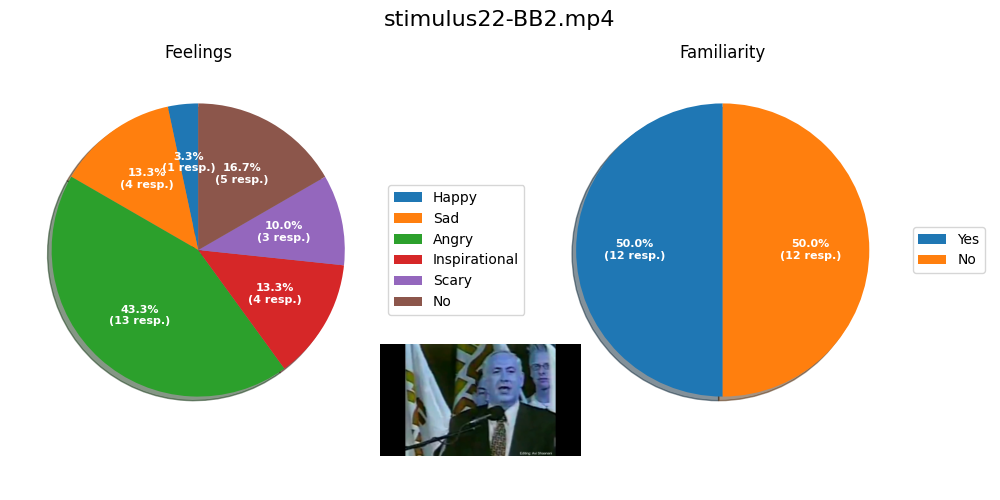 stimulus22-BB2.mp4
Feelings
Familiarity
3.3%
(1 resp.)
13.3%
(4 resp.)
16.7%
(5 resp.)
10.0%
(3 resp.)
13.3%
(4 resp.)
43.3%
(13 resp.)
Happy
Sad
Angry
Inspirational
Scary
No
50.0%
(12 resp.)
50.0%
(12 resp.)
Yes
No